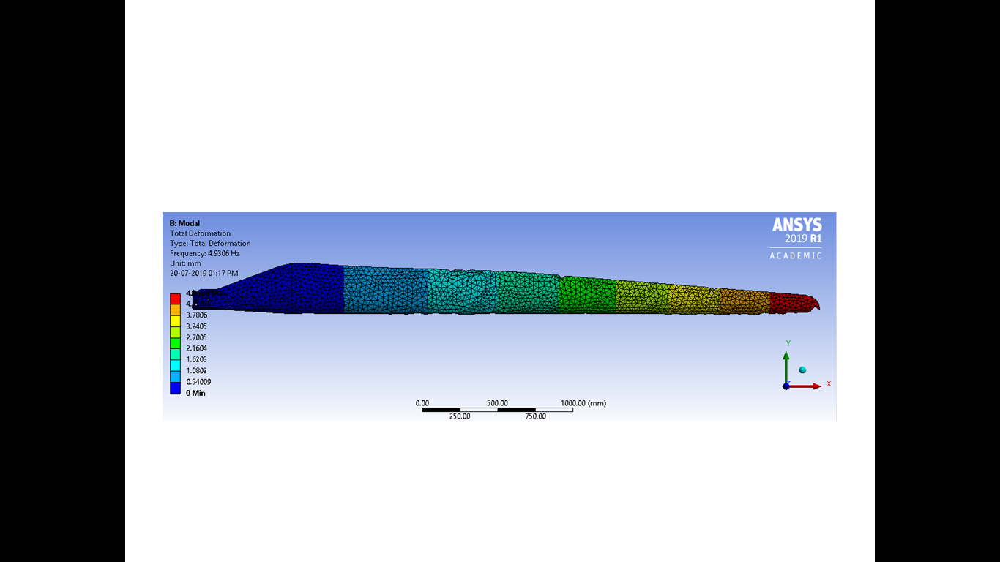 B: Modal
Total Deformation
Type: Total Deformation
Frequency: 4.9306 Hz
Unit: mm
20-07-2019 01:17 PM
ANSYS
2019 R1
ACADEMIC
3.7806
3.2405
2.7005
2.1604
1.6203
1.0802
0.54009
0 Min
Y
Z
X
0.00 500.00 1000.00 (mm)
250.00 750.00